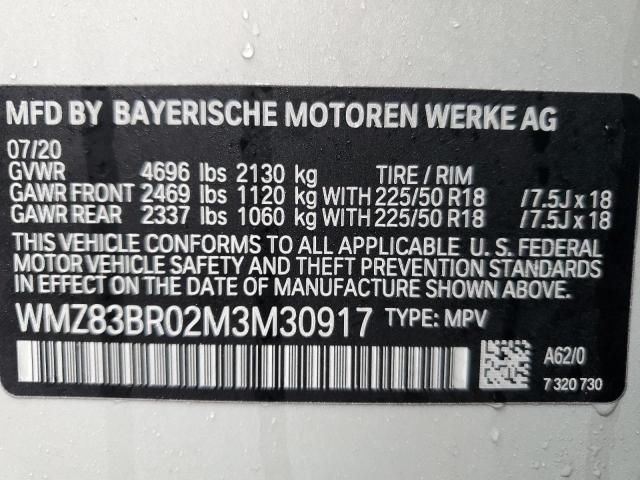 MFD BY BAYERISCHE MOTOREN WERKE AG
07/20
GVWR 4696 lbs 2130 kg TIRE / RIM
GAWR FRONT 2469 lbs 1120 kg WITH 225/50 R18 /7.5J x 18
GAWR REAR 2337 lbs 1060 kg WITH 225/50 R18 /7.5J x 18
THIS VEHICLE CONFORMS TO ALL APPLICABLE U. S. FEDERAL
MOTOR VEHICLE SAFETY AND THEFT PREVENTION STANDARDS
IN EFFECT ON THE DATE OF MANUFACTURE SHOWN ABOVE.
WMZ83BR02M3M30917 TYPE: MPV
A62/0
7 320 730